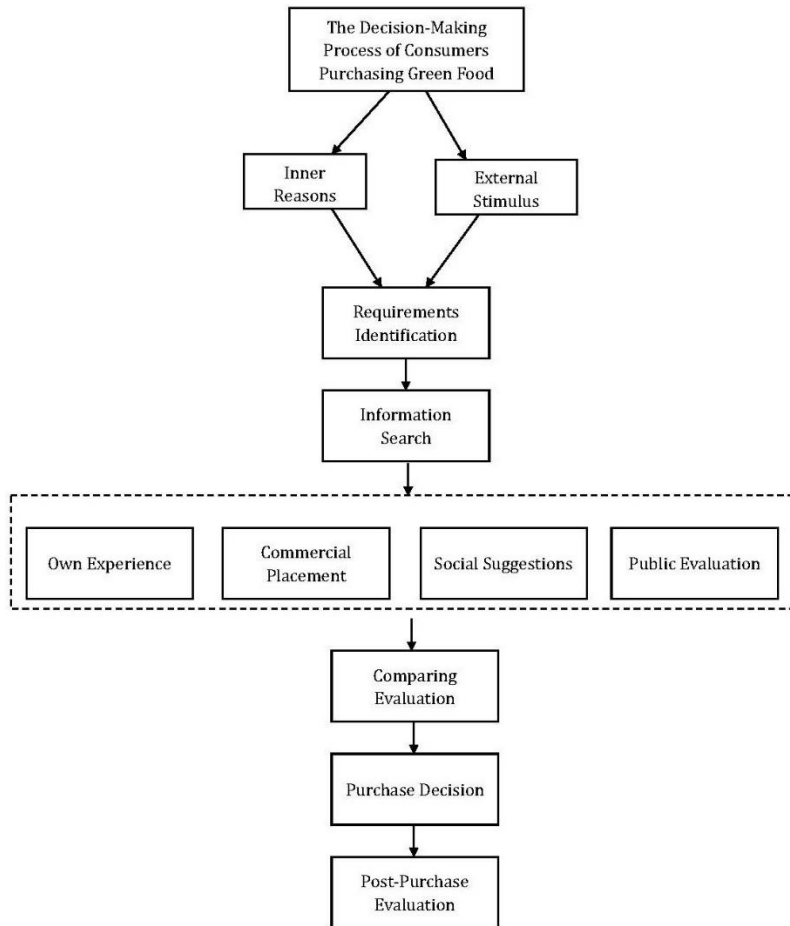 The Decision-Making
Process of Consumers
Purchasing Green Food
Inner
Reasons
External
Stimulus
Requirements
Identification
Information
Search
Own Experience
Commercial
Placement
Social Suggestions
Public Evaluation
Comparing
Evaluation
Purchase Decision
Post-Purchase
Evaluation